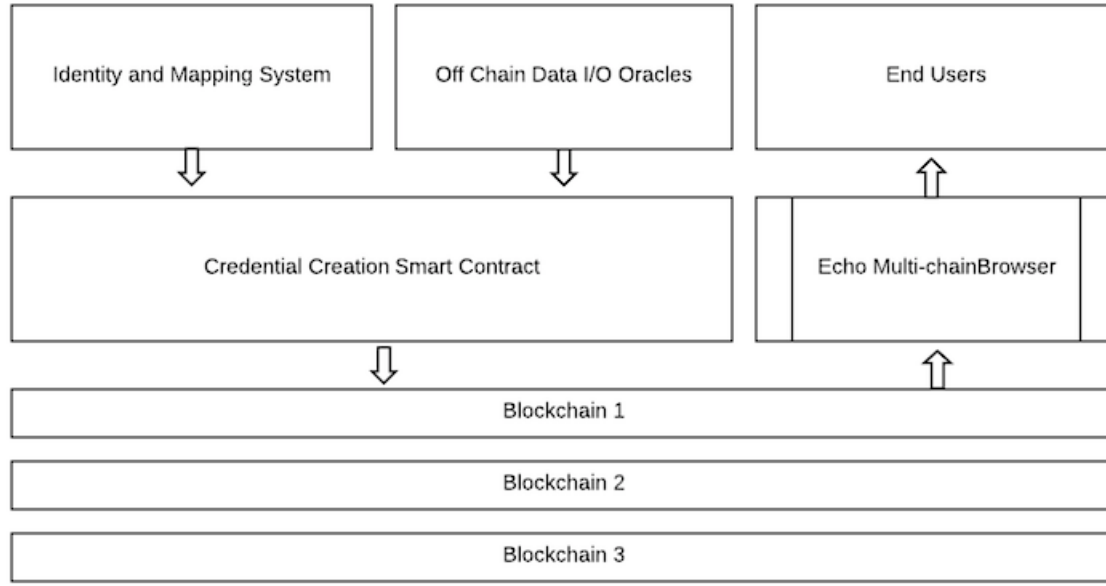 Identity and Mapping System
Off Chain Data I/O Oracles
End Users
Credential Creation Smart Contract
Echo Multi-chainBrowser
Blockchain 1
Blockchain 2
Blockchain 3